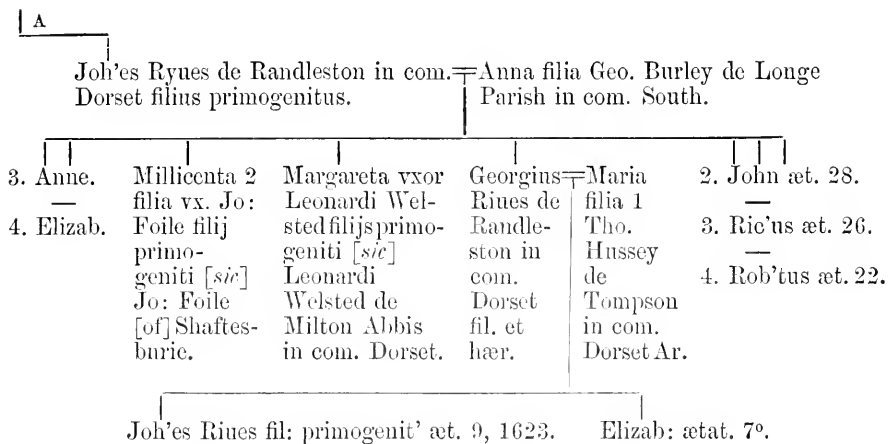 A
Joh'es Ryues de Randleston in com.
Dorset filius primogenitus.
Anna filia Geo. Burley de Longe
Parish in com. South.
3. Anne.
—
4. Elizab.
Millicenta 2
filia vx. Jo:
Foile filij
primo-
geniti [sic]
Jo: Foile
[of] Shaftes-
burie.
Margareta vxor
Leonardi Wel-
sted filijs primo-
geniti [sic]
Leonardi
Welsted de
Milton Abbis
in com. Dorset.
Georgius
Riues de
Randle-
ston in
com.
Dorset
fil. et
hær.
Maria
filia 1
Tho.
Hussey
de
Tompson
in com.
Dorset Ar.
2. John æt. 28.
—
3. Ric'us æt. 26.
—
4. Rob'tus æt. 22.
Joh'es Riues fil: primogenit' æt. 9, 1623.
Elizab: ætat. 7º.